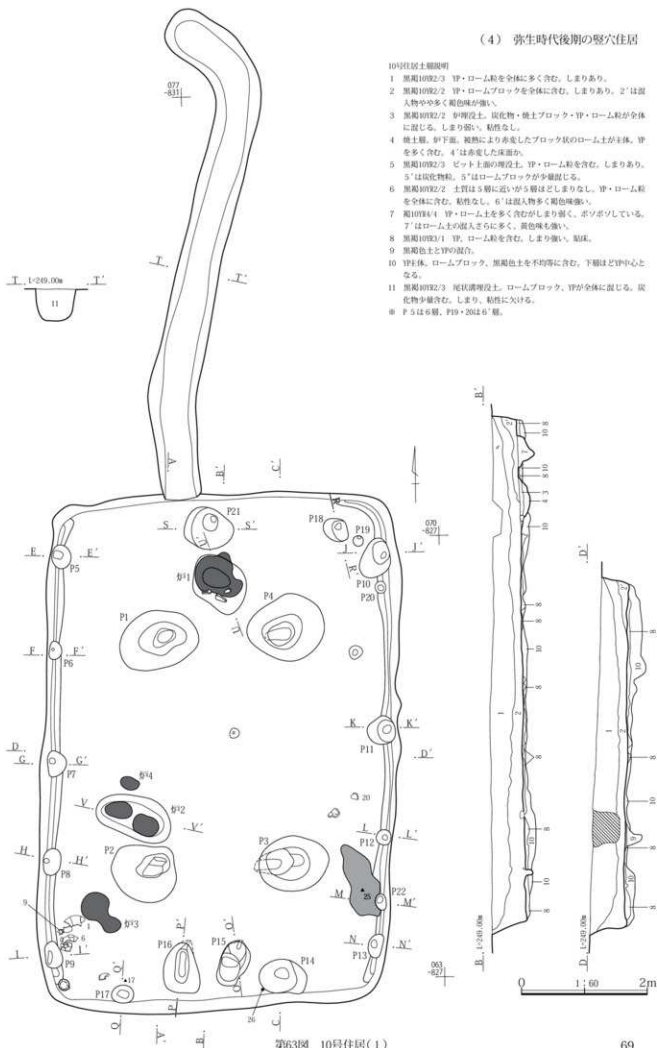 （4） 弥生時代後期の竪穴住居
10号住居土層説明
1 黒褐10YR2/3 YP・ローム粒を全体に多く含む。しまりあり。
2 黒褐10YR2/2 YP・ロームブロックを全体に含む。しまりあり。2'は混
入物やや多く褐色味が強い。
3 黒褐10YR2/2 炉埋没土。炭化物・焼土ブロック・YP・ローム粒が全体
に混じる。しまり弱い。粘性なし。
4 焼土層。炉下面。被熱により赤変したブロック状のローム土が主体。YP
を多く含む。4'は赤変した床面か。
5 黒褐10YR2/3 ピット上面の埋没土。YP・ローム粒を含む。しまりあり。
5'は炭化物粒。5"はロームブロックが少量混じる。
6 黒褐10YR2/2 土質は5層に近いが5層ほどしまりなし。YP・ローム粒
を全体に含む。粘性なし。6'は混入物多く褐色味強い。
7 褐10YR4/4 YP・ローム土を多く含むがしまり弱く、ボソボソしている。
7'はローム土の混入さらに多く、黄色味も強い。
8 黒褐10YR3/1 YP、ローム粒を含む。しまり強い。貼床。
9 黒褐色土とYPの混合。
10 YP主体。ロームブロック、黒褐色土を不均等に含む。下層ほどYP中心と
なる。
11 黒褐10YR2/3 尾状溝埋没土。ロームブロック、YPが全体に混じる。炭
化物少量含む。しまり、粘性に欠ける。
※ P5は6層、P19・20は6'層。
077
-831
T L=249.00m T'
11
T T'
A B' C'
070
-827
S P21 S'
P18 P19
R
E E' P5
J J'
P10
R'
P20
炉1
U U'
P1 P4
F F' P6
K K' P11
D D'
G G' P7
炉4
V 炉2 V'
20
L L' P12
P2 P3
H H' P8
M 25 P22 M'
9 1 炉3
6
P' O'
P16 P15 P14
N N' P13
I I' P9
Q' 17
P17
26
063
-827
P O
Q A' B C
B' D'
1 2 2' 3 4 7 8 9 10
B L=249.00m
D L=249.00m
0 1:60 2m
第63図 10号住居(1)
69